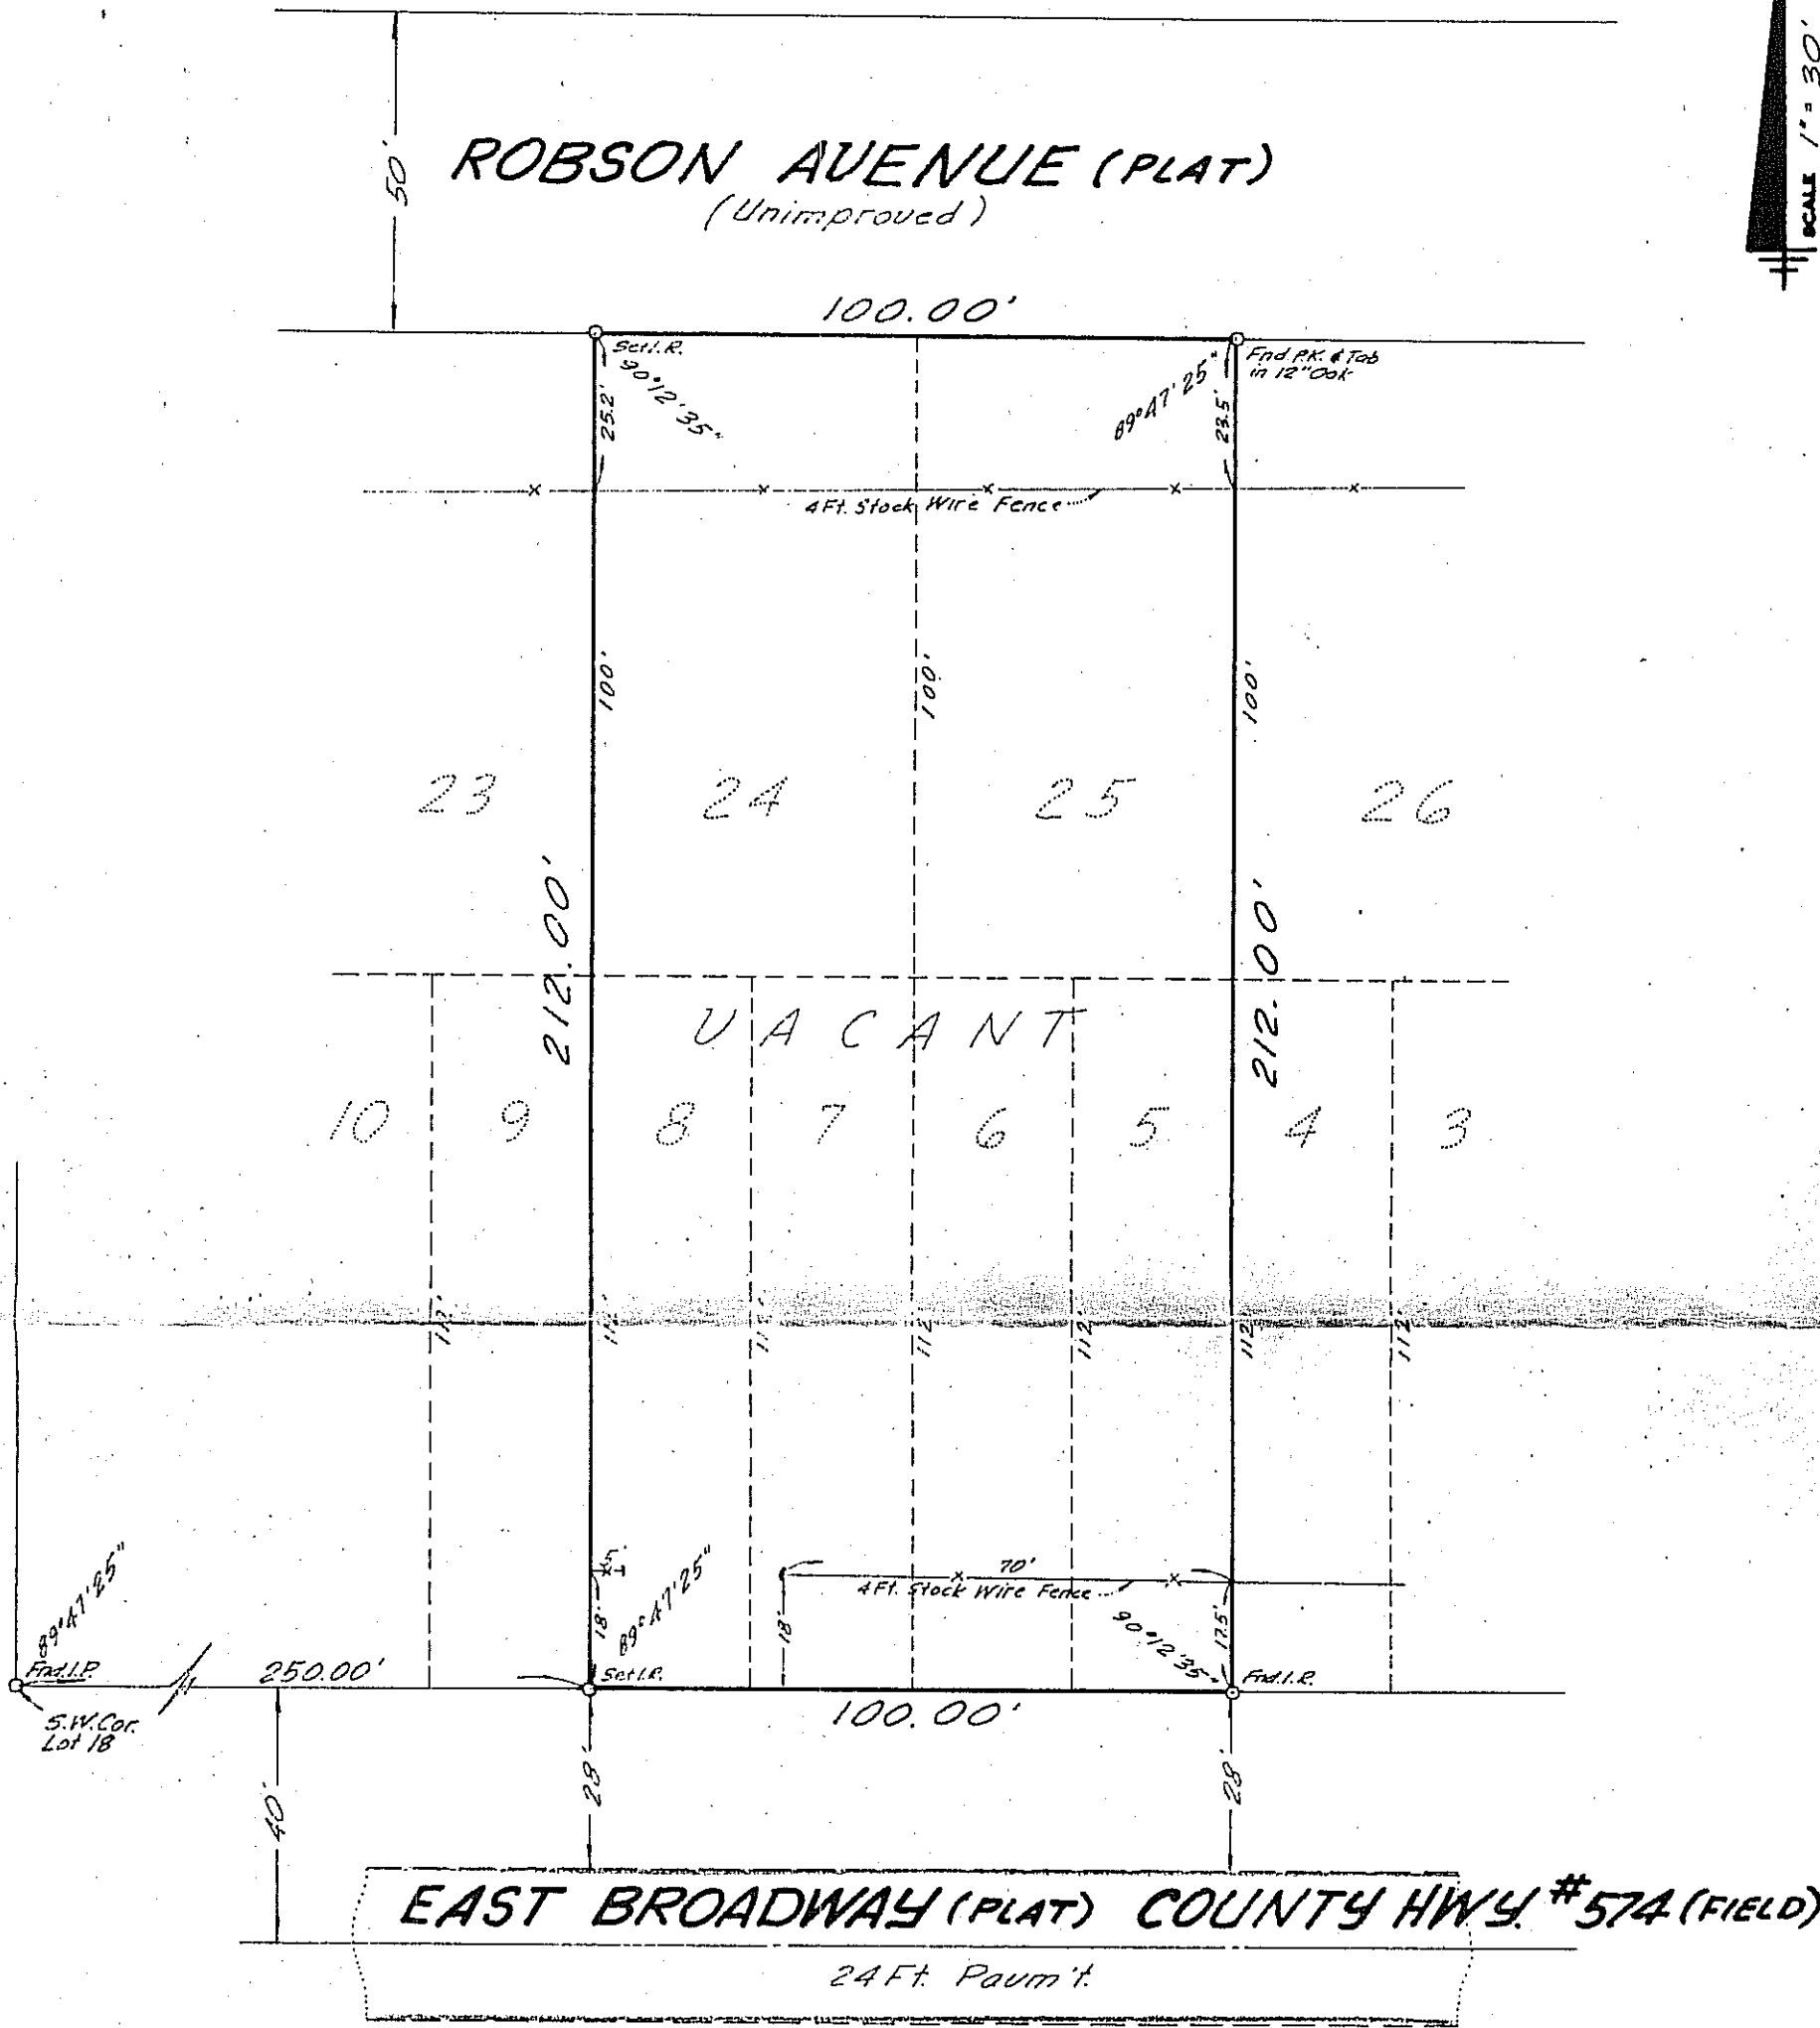 SCALE 1" = 30'
50'
ROBSON AVENUE (PLAT)
(Unimproved)
100.00'
Set I.R.
90°12'35"
25.2'
89°47'25"
23.5'
Fnd. P.K. & Tab
in 12" Oak
4 Ft. Stock Wire Fence
100'
100'
100'
23
24
25
26
212.00'
212.00'
VACANT
10
9
8
7
6
5
4
3
112'
112'
112'
112'
112'
112'
112'
89°47'25"
Fnd. I.P.
S.W. Cor.
Lot 18
250.00'
5'
18'
89°47'25"
Set I.R.
18'
70'
4 Ft. Stock Wire Fence
90°12'35"
17.5'
Fnd. I.R.
100.00'
40'
28'
28'
EAST BROADWAY (PLAT) COUNTY HWY. #574 (FIELD)
24 Ft. Pavm't.